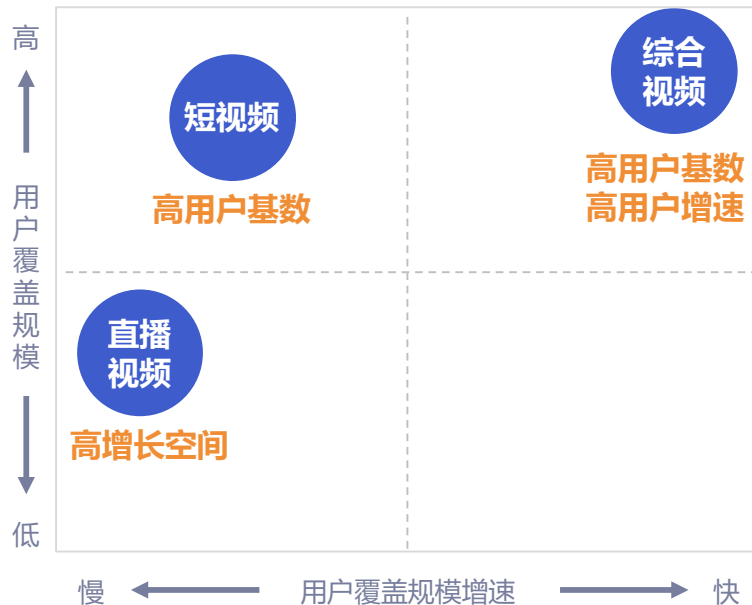 高
综合
视频
短视频
高用户基数
高用户增速
高用户基数
用户覆盖规模
直播
视频
高增长空间
低
慢
用户覆盖规模增速
快